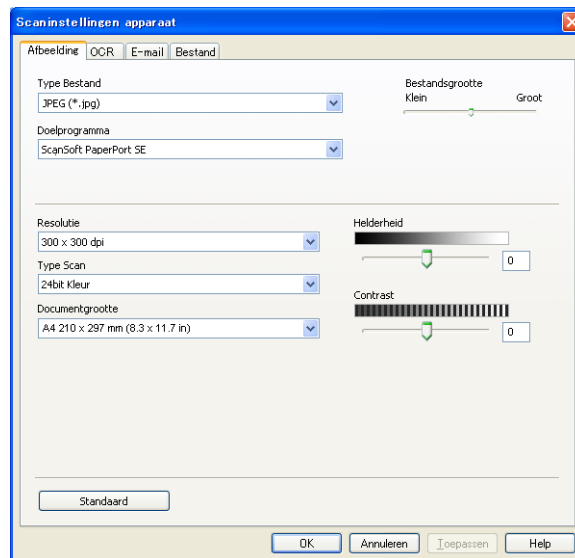 Scaninstellingen apparaat
Afbeelding OCR E-mail Bestand
Type Bestand
JPEG (*.jpg)
Bestandsgrootte
Klein Groot
Doelprogramma
ScanSoft PaperPort SE
Resolutie
300 x 300 dpi
Type Scan
24bit Kleur
Documentgrootte
A4 210 x 297 mm (8.3 x 11.7 in)
Helderheid
0
Contrast
0
Standaard
OK Annuleren Toepassen Help